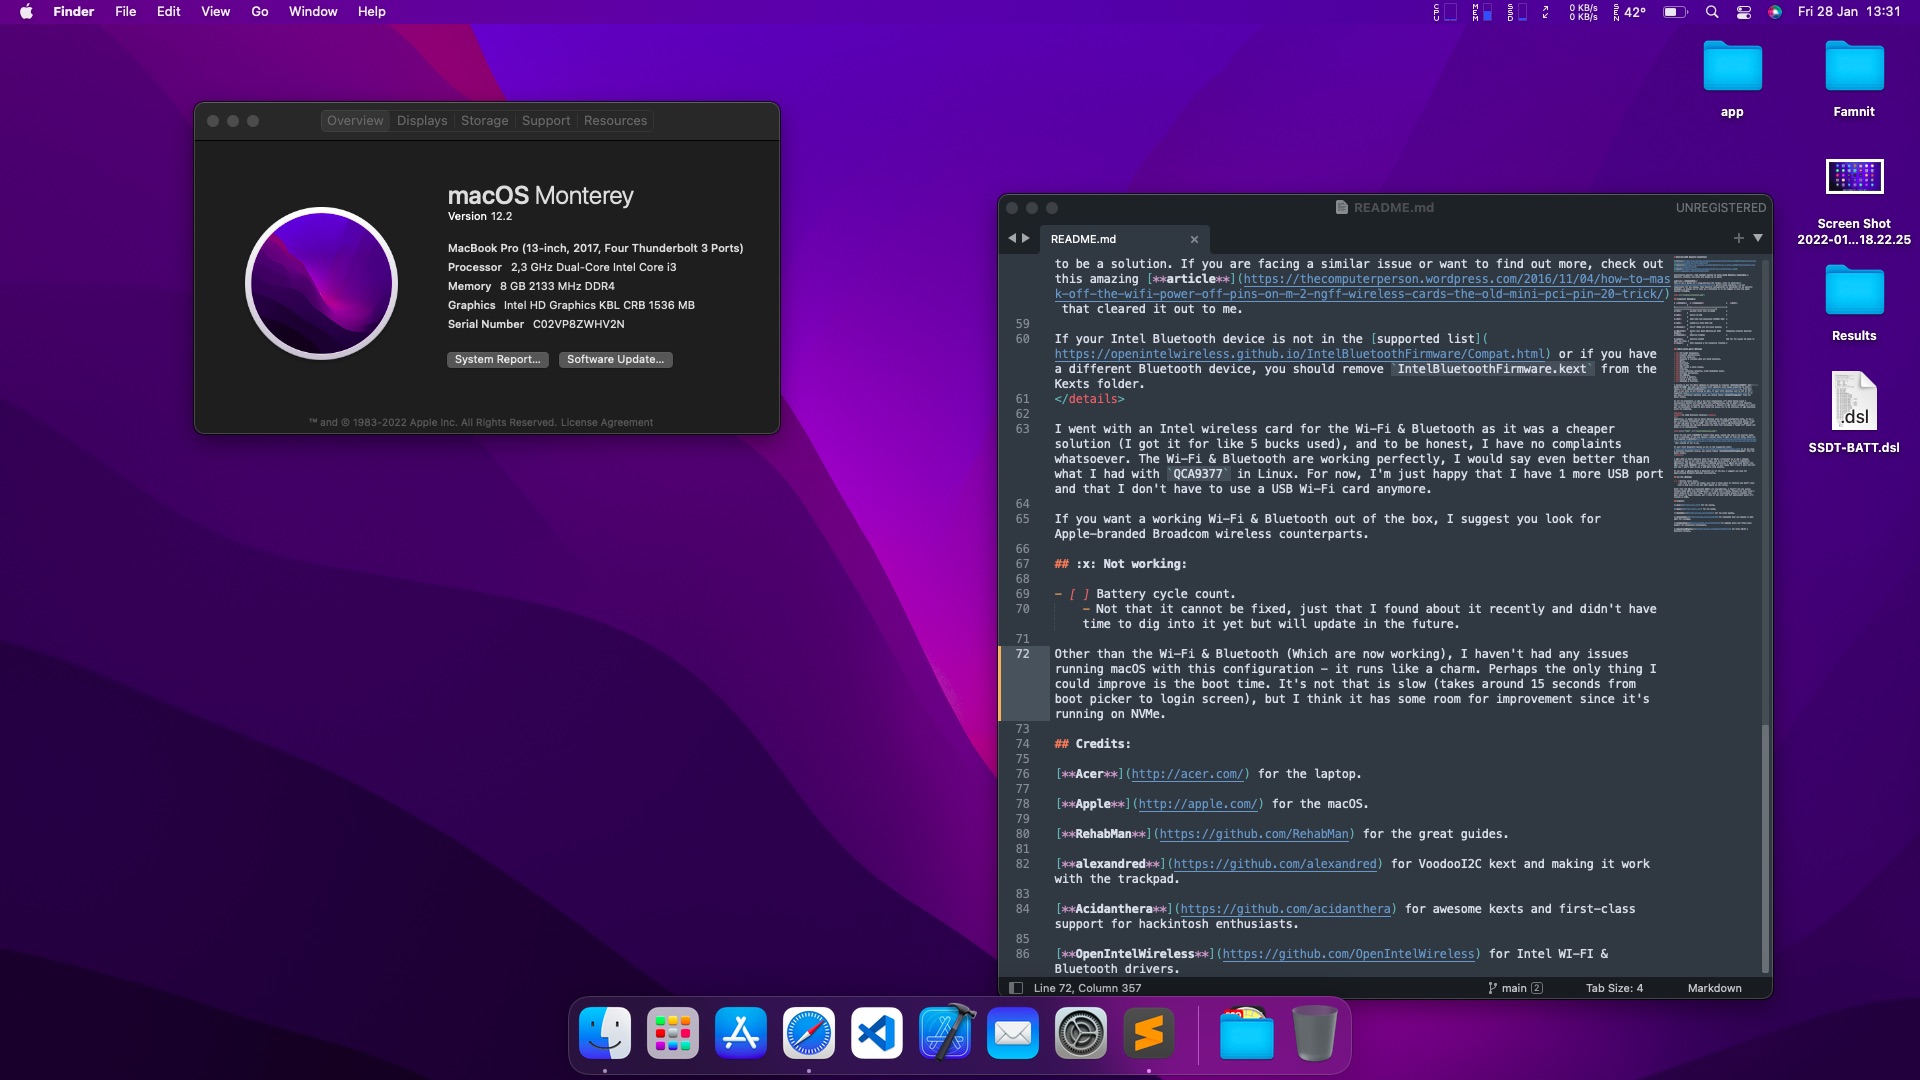 Finder File Edit View Go Window Help
CPU MEM SSD 0 KB/s 0 KB/s SEN 42° Fri 28 Jan 13:31
app
Famnit
Screen Shot
2022-01...18.22.25
Results
dsl
SSDT-BATT.dsl
Overview Displays Storage Support Resources
macOS Monterey
Version 12.2
MacBook Pro (13-inch, 2017, Four Thunderbolt 3 Ports)
Processor 2,3 GHz Dual-Core Intel Core i3
Memory 8 GB 2133 MHz DDR4
Graphics Intel HD Graphics KBL CRB 1536 MB
Serial Number C02VP8ZWHV2N
System Report... Software Update...
™ and © 1983-2022 Apple Inc. All Rights Reserved. License Agreement
README.md UNREGISTERED
README.md
to be a solution. If you are facing a similar issue or want to find out more, check out
this amazing [**article**](https://thecomputerperson.wordpress.com/2016/11/04/how-to-mas
k-off-the-wifi-power-off-pins-on-m-2-ngff-wireless-cards-the-old-mini-pci-pin-20-trick/)
that cleared it out to me.
59
60 If your Intel Bluetooth device is not in the [supported list](
https://openintelwireless.github.io/IntelBluetoothFirmware/Compat.html) or if you have
a different Bluetooth device, you should remove `IntelBluetoothFirmware.kext` from the
Kexts folder.
61 </details>
62
63 I went with an Intel wireless card for the Wi-Fi & Bluetooth as it was a cheaper
solution (I got it for like 5 bucks used), and to be honest, I have no complaints
whatsoever. The Wi-Fi & Bluetooth are working perfectly, I would say even better than
what I had with `QCA9377` in Linux. For now, I'm just happy that I have 1 more USB port
and that I don't have to use a USB Wi-Fi card anymore.
64
65 If you want a working Wi-Fi & Bluetooth out of the box, I suggest you look for
Apple-branded Broadcom wireless counterparts.
66
67 ## :x: Not working:
68
69 - [ ] Battery cycle count.
70 - Not that it cannot be fixed, just that I found about it recently and didn't have
time to dig into it yet but will update in the future.
71
72 Other than the Wi-Fi & Bluetooth (Which are now working), I haven't had any issues
running macOS with this configuration - it runs like a charm. Perhaps the only thing I
could improve is the boot time. It's not that is slow (takes around 15 seconds from
boot picker to login screen), but I think it has some room for improvement since it's
running on NVMe.
73
74 ## Credits:
75
76 [**Acer**](http://acer.com/) for the laptop.
77
78 [**Apple**](http://apple.com/) for the macOS.
79
80 [**RehabMan**](https://github.com/RehabMan) for the great guides.
81
82 [**alexandred**](https://github.com/alexandred) for VoodooI2C kext and making it work
with the trackpad.
83
84 [**Acidanthera**](https://github.com/acidanthera) for awesome kexts and first-class
support for hackintosh enthusiasts.
85
86 [**OpenIntelWireless**](https://github.com/OpenIntelWireless) for Intel WI-FI &
Bluetooth drivers.
Line 72, Column 357 main 2 Tab Size: 4 Markdown